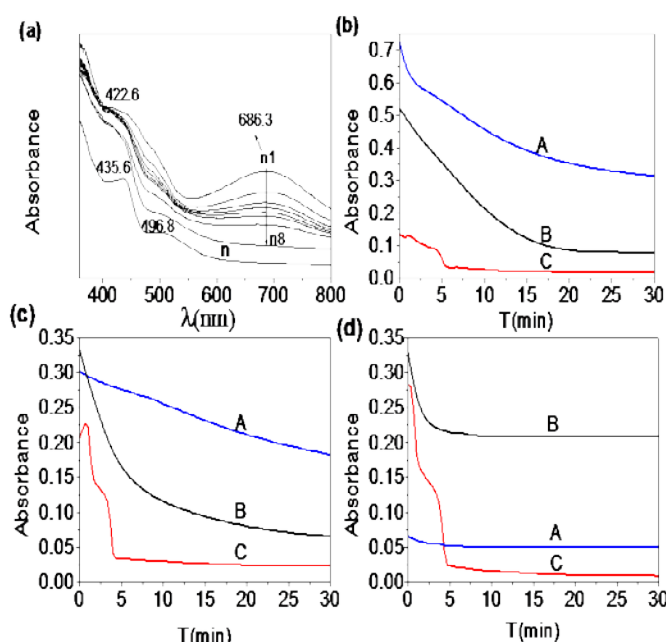 (a)
422.6
686.3
n1
435.6
496.8
n8
n
Absorbance
400 500 600 700 800
λ(nm)
(b)
0.7
0.6
0.5
0.4
0.3
0.2
0.1
0.0
A
B
C
Absorbance
0 5 10 15 20 25 30
T(min)
(c)
0.35
0.30
0.25
0.20
0.15
0.10
0.05
0.00
A
B
C
Absorbance
0 5 10 15 20 25 30
T(min)
(d)
0.35
0.30
0.25
0.20
0.15
0.10
0.05
0.00
B
A
C
Absorbance
0 5 10 15 20 25 30
T(min)